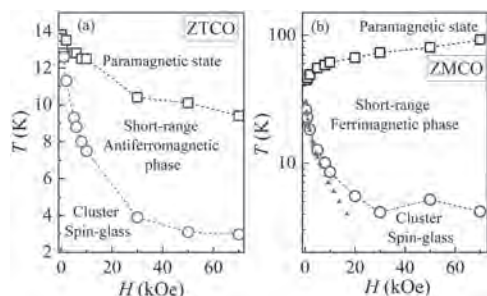 (a)
ZTCO
Paramagnetic state
Short-range
Antiferromagnetic
phase
Cluster
Spin-glass
14
12
10
8
6
4
2
T (K)
0
20
40
60
H (kOe)
(b)
Paramagnetic state
ZMCO
Short-range
Ferrimagnetic phase
Cluster
Spin-glass
100
10
T (K)
0
20
40
60
H (kOe)